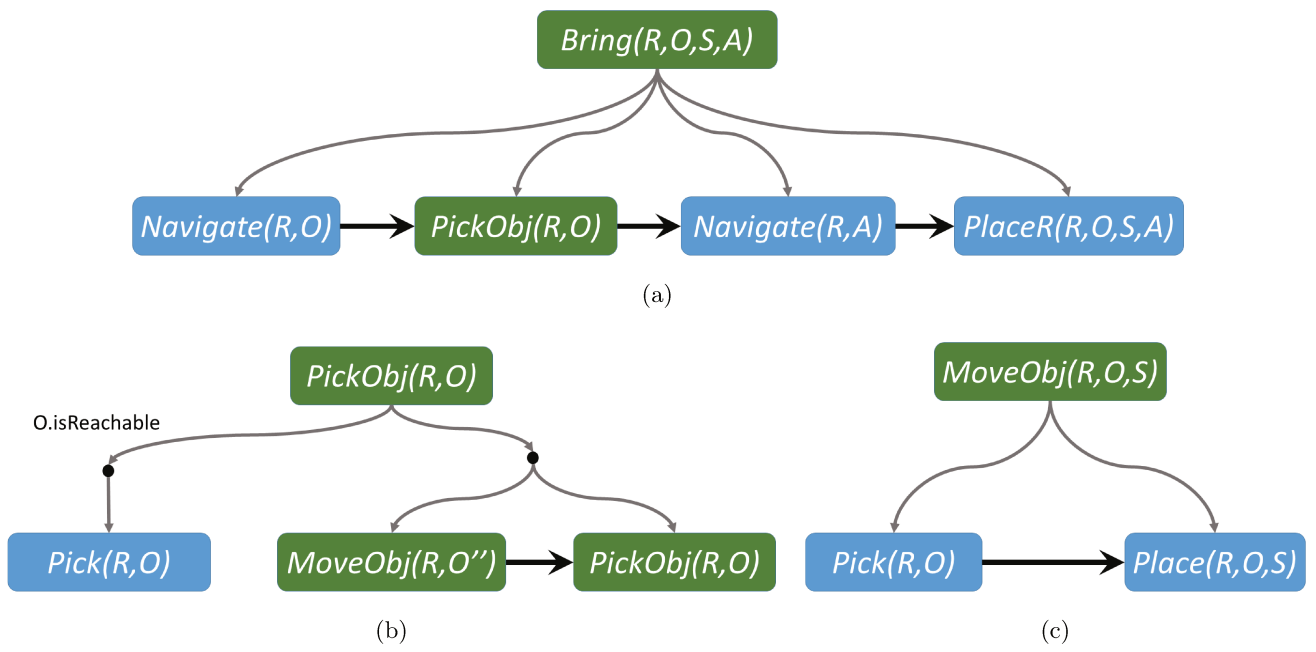 Bring(R,O,S,A)
Navigate(R,O)
PickObj(R,O)
Navigate(R,A)
PlaceR(R,O,S,A)
(a)
PickObj(R,O)
O.isReachable
Pick(R,O)
MoveObj(R,O’’)
PickObj(R,O)
(b)
MoveObj(R,O,S)
Pick(R,O)
Place(R,O,S)
(c)